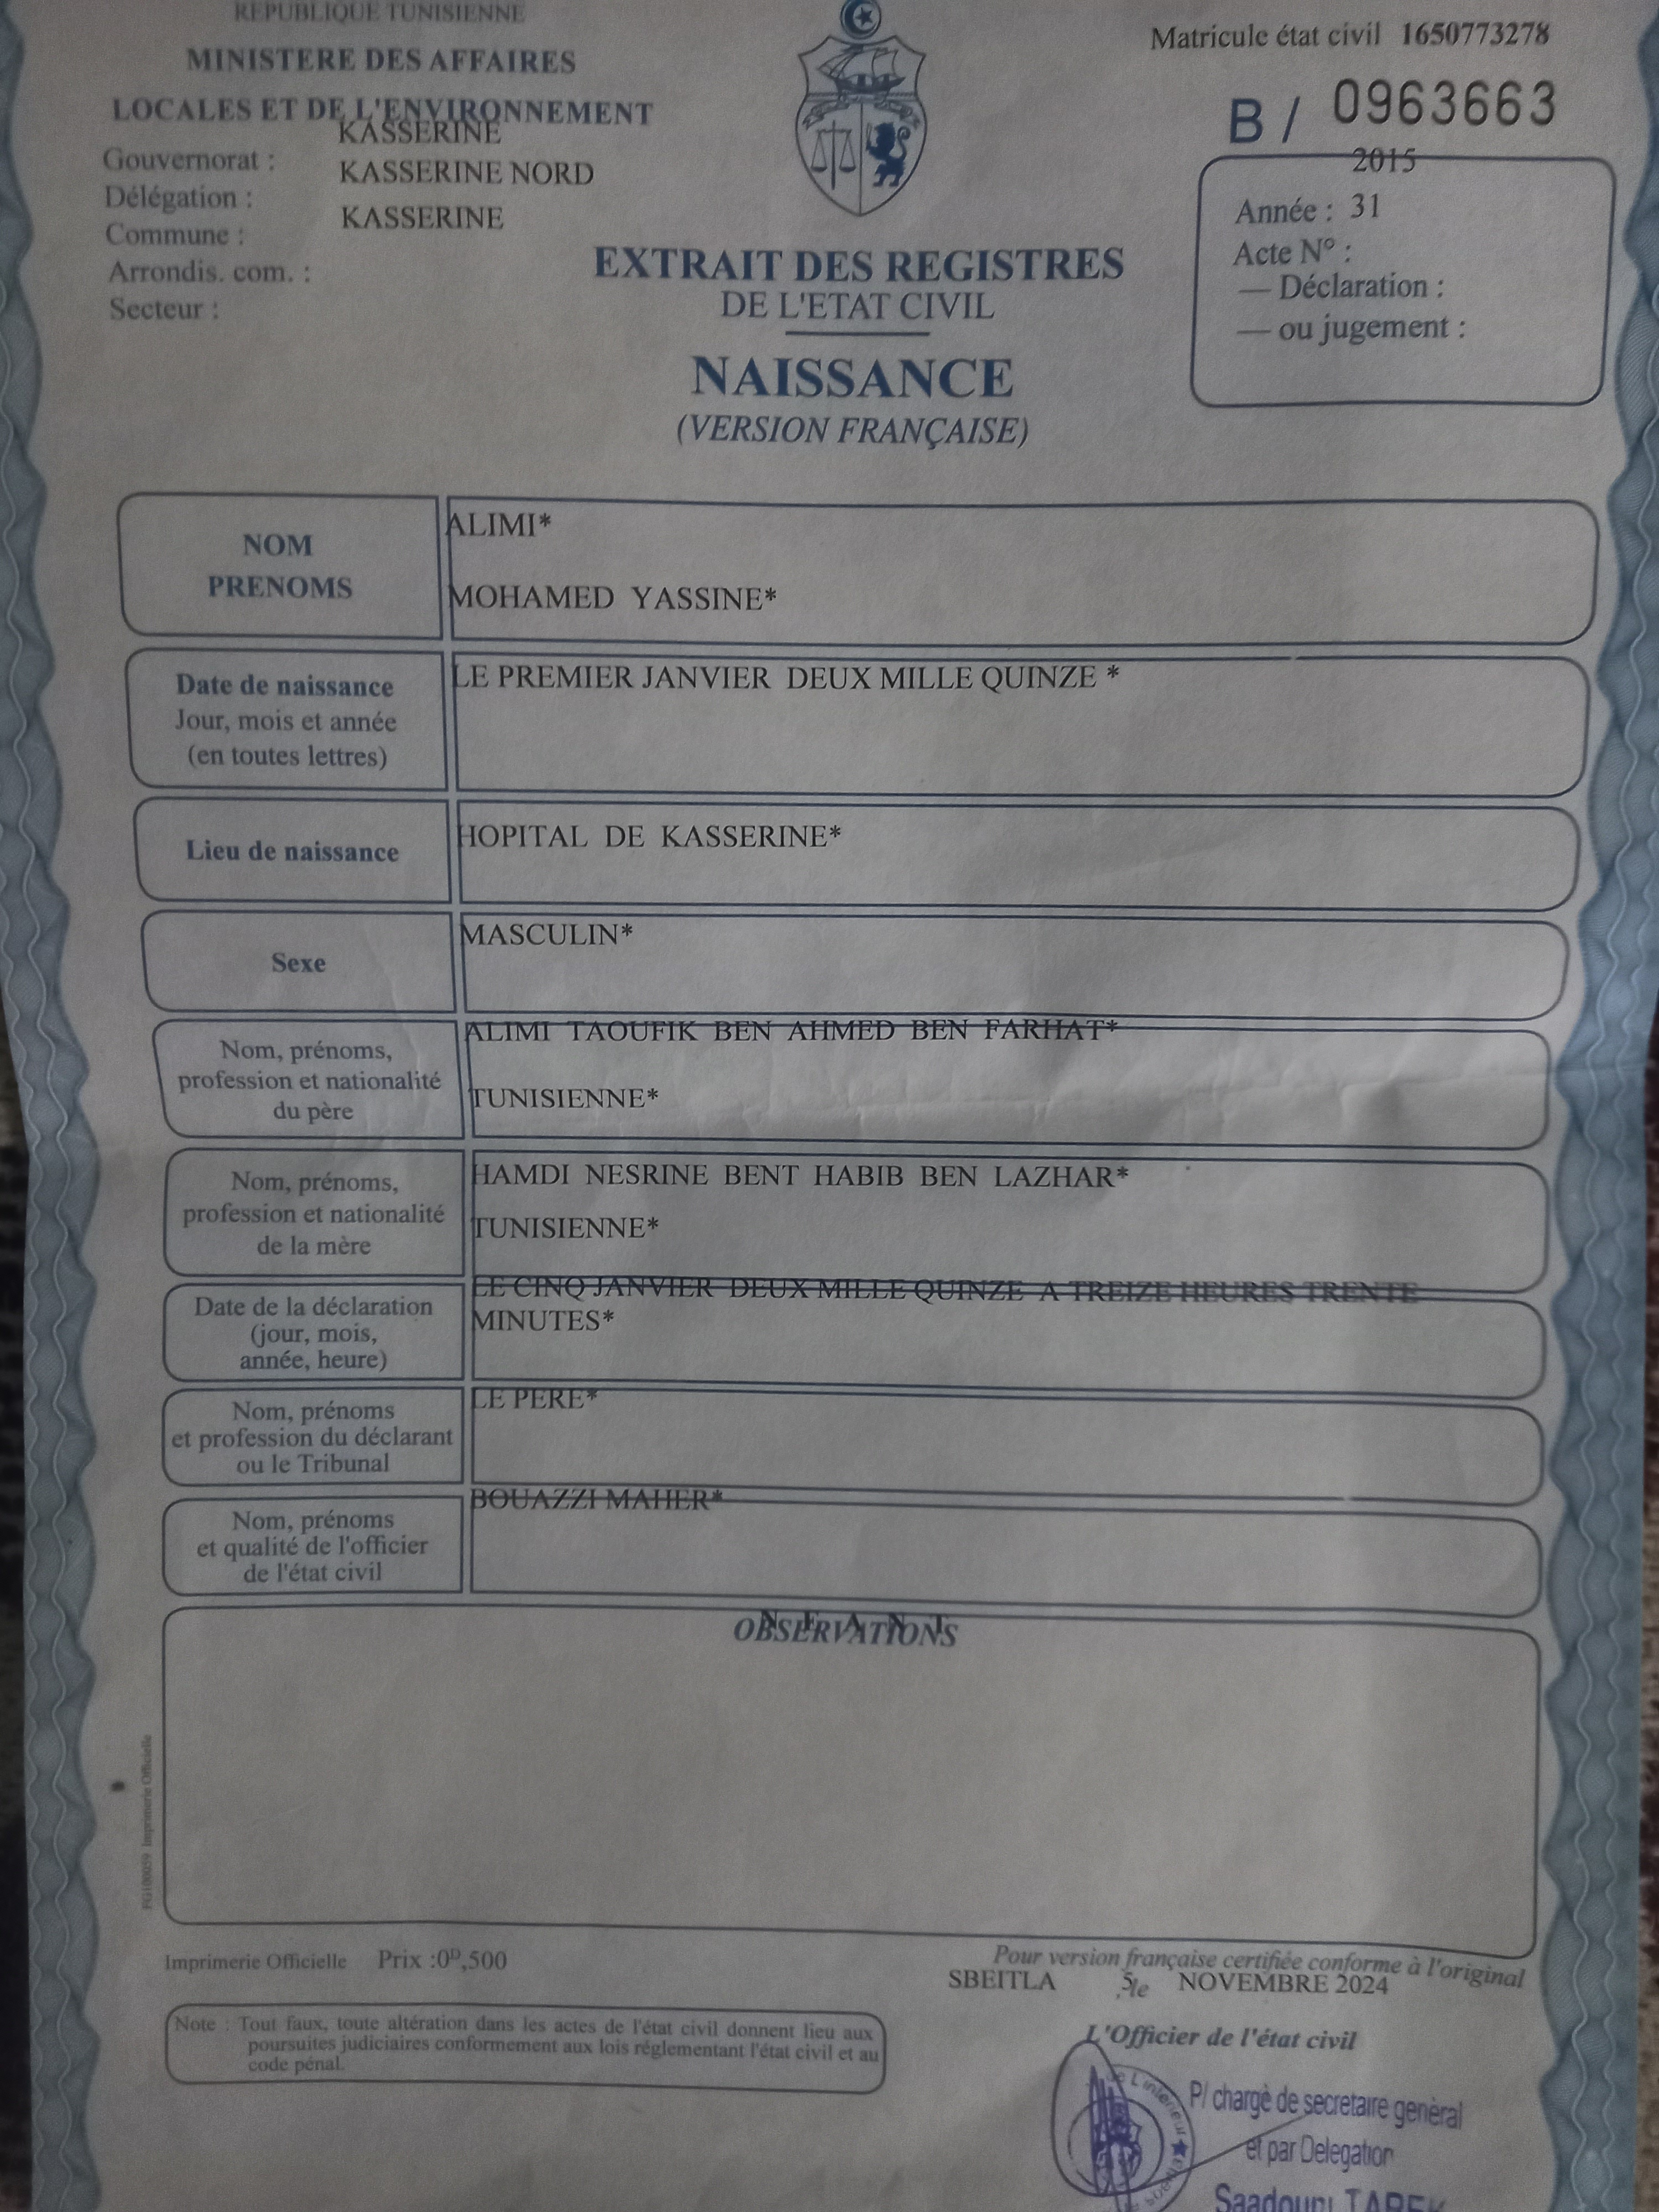 REPUBLIQUE TUNISIENNE
MINISTERE DES AFFAIRES
LOCALES ET DE L'ENVIRONNEMENT
Gouvernorat : KASSERINE
Délégation : KASSERINE NORD
Commune : KASSERINE
Arrondis. com. :
Secteur :
Matricule état civil 1650773278
B / 0963663
2015
Année : 31
Acte N° :
— Déclaration :
— ou jugement :
EXTRAIT DES REGISTRES
DE L'ETAT CIVIL
NAISSANCE
(VERSION FRANÇAISE)
NOM
PRENOMS
ALIMI*
MOHAMED YASSINE*
Date de naissance
Jour, mois et année
(en toutes lettres)
LE PREMIER JANVIER DEUX MILLE QUINZE *
Lieu de naissance
HOPITAL DE KASSERINE*
Sexe
MASCULIN*
Nom, prénoms,
profession et nationalité
du père
ALIMI TAOUFIK BEN AHMED BEN FARHAT*
TUNISIENNE*
Nom, prénoms,
profession et nationalité
de la mère
HAMDI NESRINE BENT HABIB BEN LAZHAR*
TUNISIENNE*
Date de la déclaration
(jour, mois,
année, heure)
LE CINQ JANVIER DEUX MILLE QUINZE A TREIZE HEURES TRENTE
MINUTES*
Nom, prénoms
et profession du déclarant
ou le Tribunal
LE PERE*
Nom, prénoms
et qualité de l'officier
de l'état civil
BOUAZZI MAHER*
OBSERVATIONS
N E A N T
FG100059 Imprimerie Officielle
Imprimerie Officielle Prix :0ᴰ,500
Pour version française certifiée conforme à l'original
SBEITLA 5 le NOVEMBRE 2024
Note : Tout faux, toute altération dans les actes de l'état civil donnent lieu aux
poursuites judiciaires conformement aux lois réglementant l'état civil et au
code pénal.
L'Officier de l'état civil
P/ chargé de secretaire general
et par Delegation
Saadouni TAREK